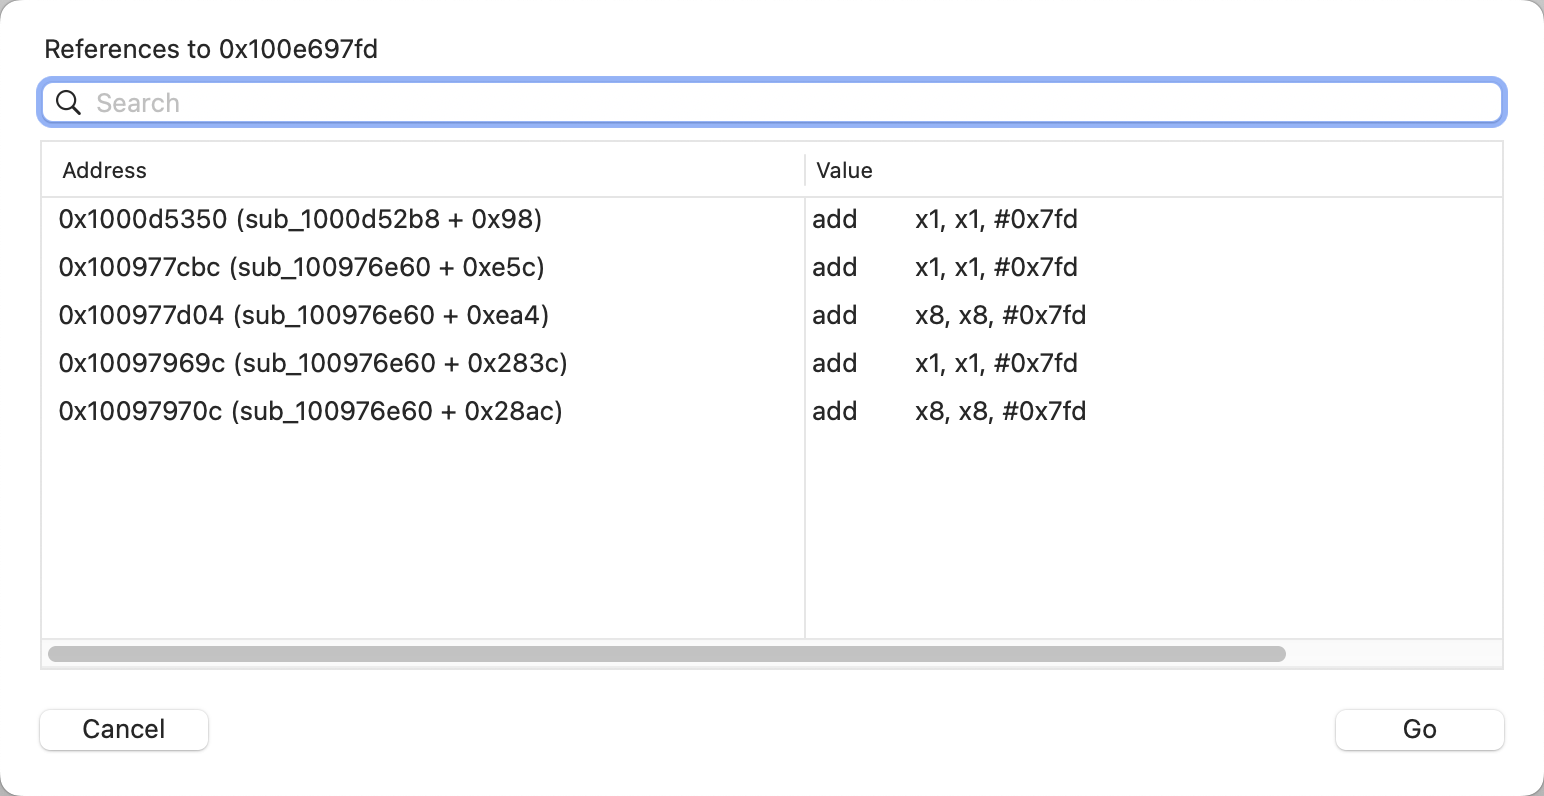 References to 0x100e697fd
Search
Address Value
0x1000d5350 (sub_1000d52b8 + 0x98) add x1, x1, #0x7fd
0x100977cbc (sub_100976e60 + 0xe5c) add x1, x1, #0x7fd
0x100977d04 (sub_100976e60 + 0xea4) add x8, x8, #0x7fd
0x10097969c (sub_100976e60 + 0x283c) add x1, x1, #0x7fd
0x10097970c (sub_100976e60 + 0x28ac) add x8, x8, #0x7fd
Cancel Go